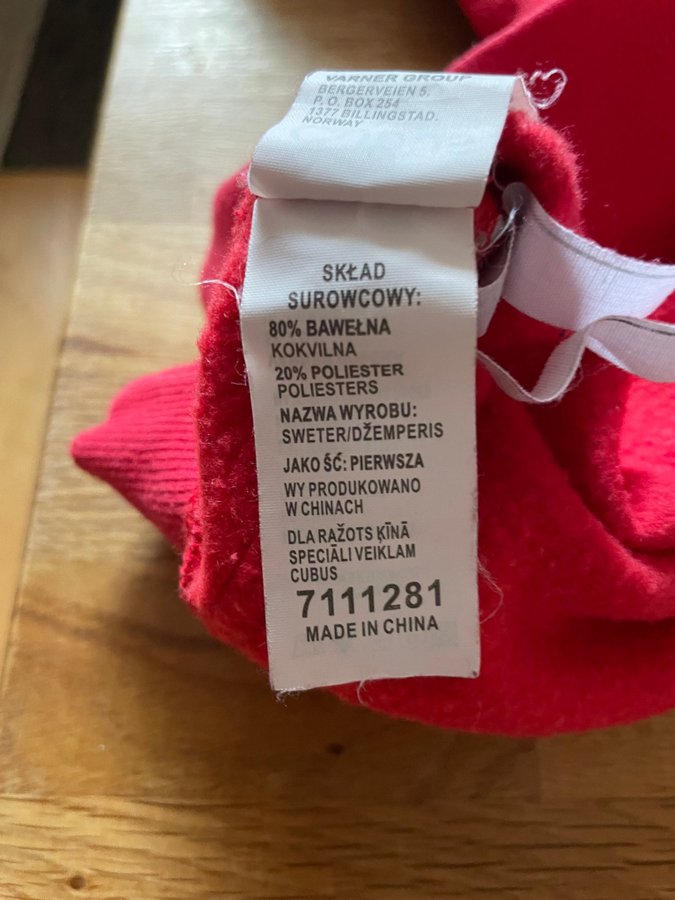 VARNER GROUP
BERGERVEIEN 5.
P. O. BOX 254
1377 BILLINGSTAD.
NORWAY
SKŁAD
SUROWCOWY:
80% BAWEŁNA
KOKVILNA
20% POLIESTER
POLIESTERS
NAZWA WYROBU:
SWETER/DŽEMPERIS
JAKO ŚĆ: PIERWSZA
WY PRODUKOWANO
W CHINACH
DLA RAŽOTS ĶĪNĀ
SPECIĀLI VEIKLAM
CUBUS
7111281
MADE IN CHINA